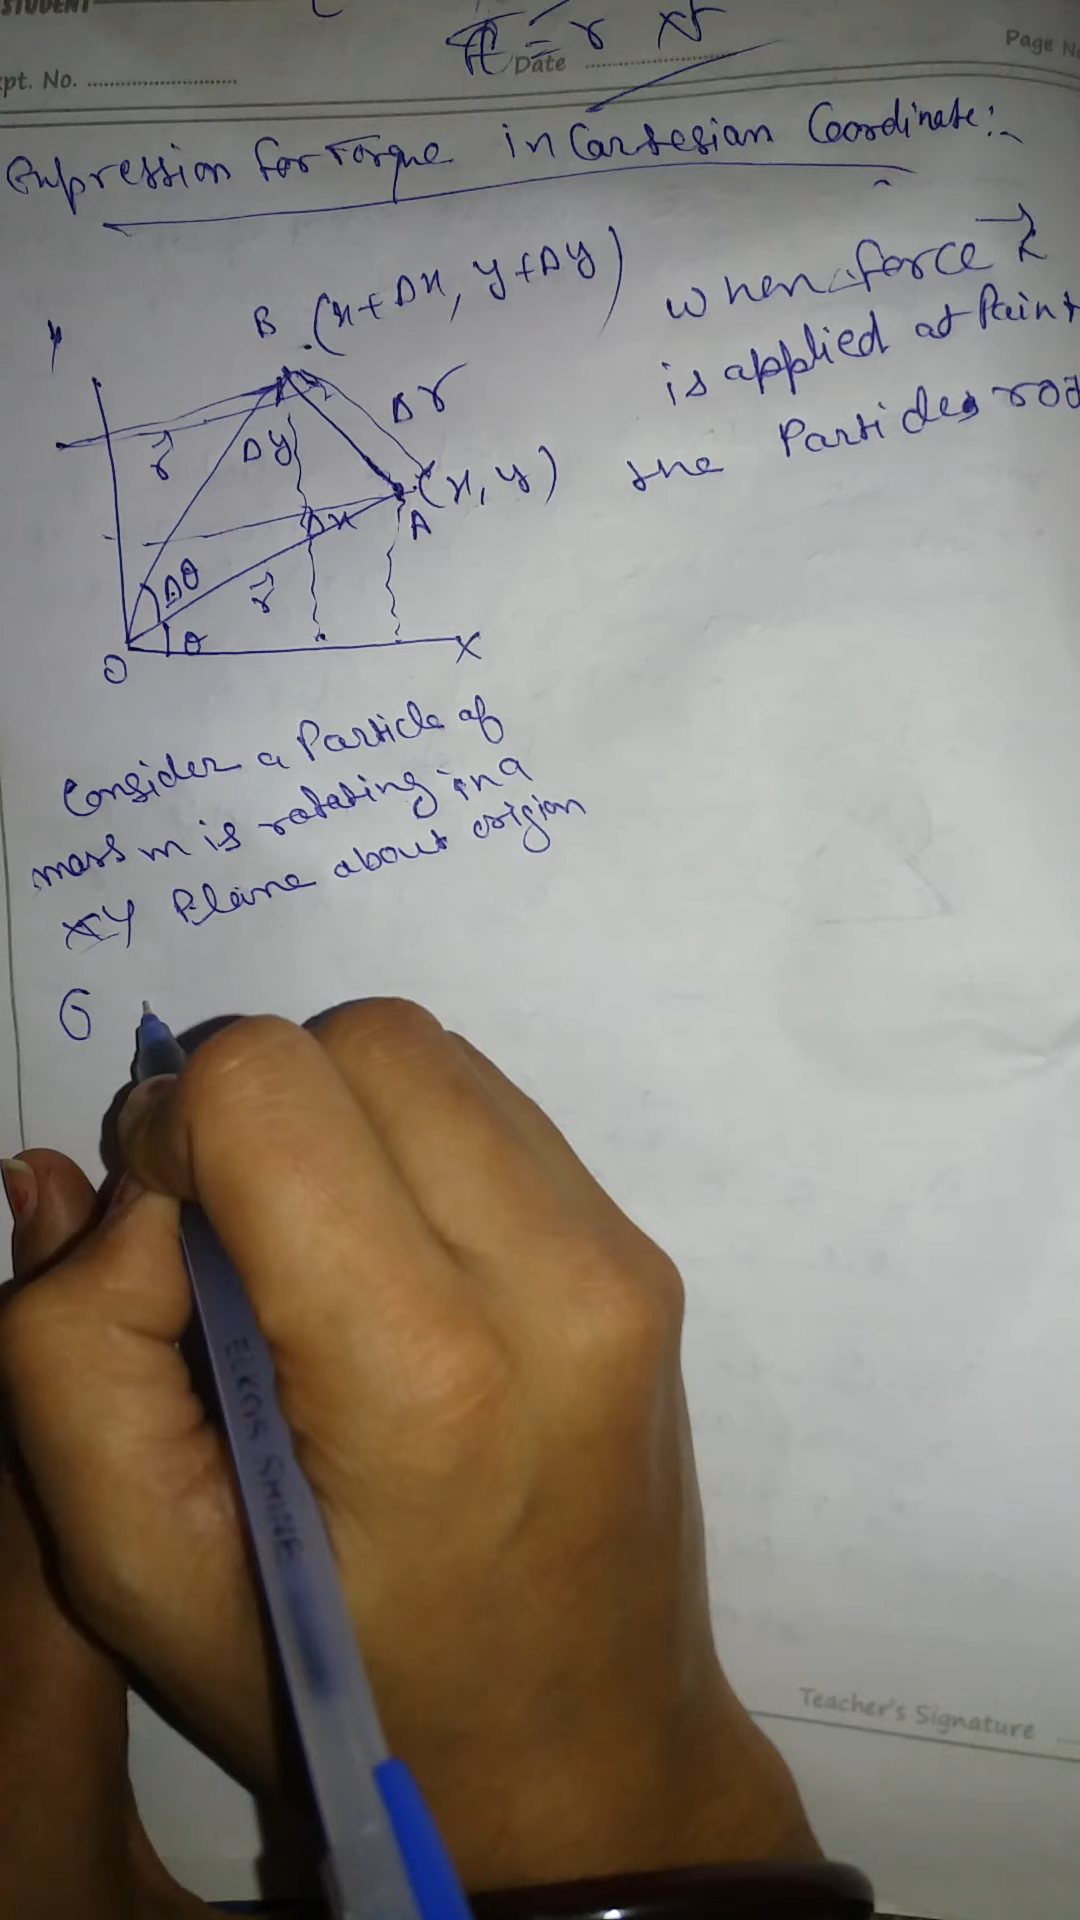 STUDENT
pt. No.
Date
Page N
Expression for Torque in Cartesian Coordinate:-
B (x+Δx, y+Δy)
y
Δr
r
Δy
(x, y)
Δx
A
Δθ
r
θ
O
X
when force
is applied at Point
the Particles rot
Consider a Particle of
mass m is rotating in a
XY Plane about origion
O
ELKOS SHINE
Teacher's Signature